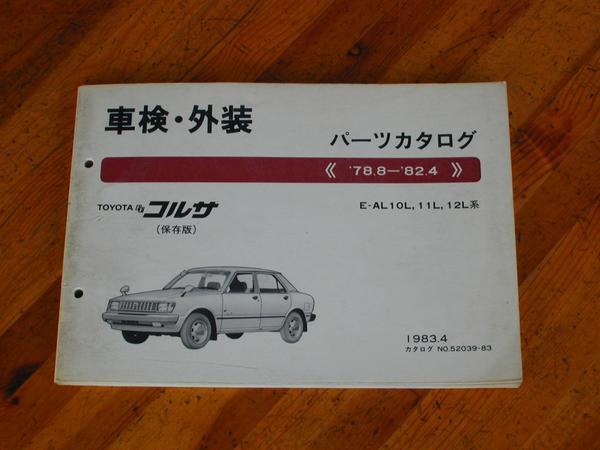 車検・外装
パーツカタログ
《 '78.8—'82.4 》
TOYOTA コルサ
(保存版)
E-AL10L, 11L, 12L系
1983.4
カタログ NO.52039-83